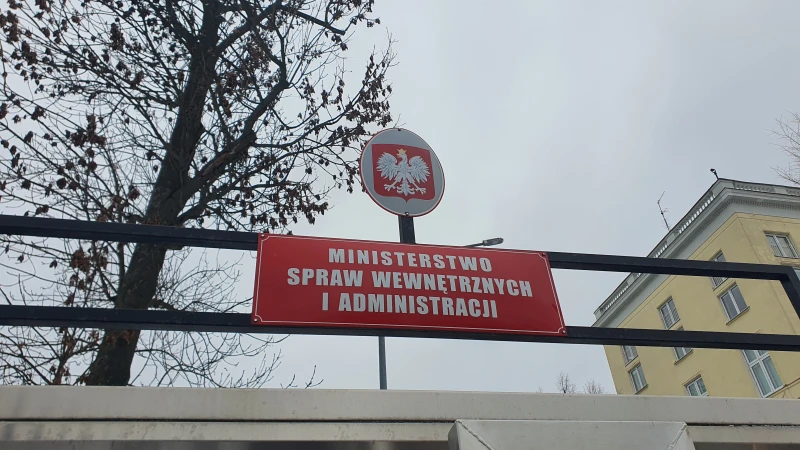 MINISTERSTWO
SPRAW WEWNĘTRZNYCH
I ADMINISTRACJI